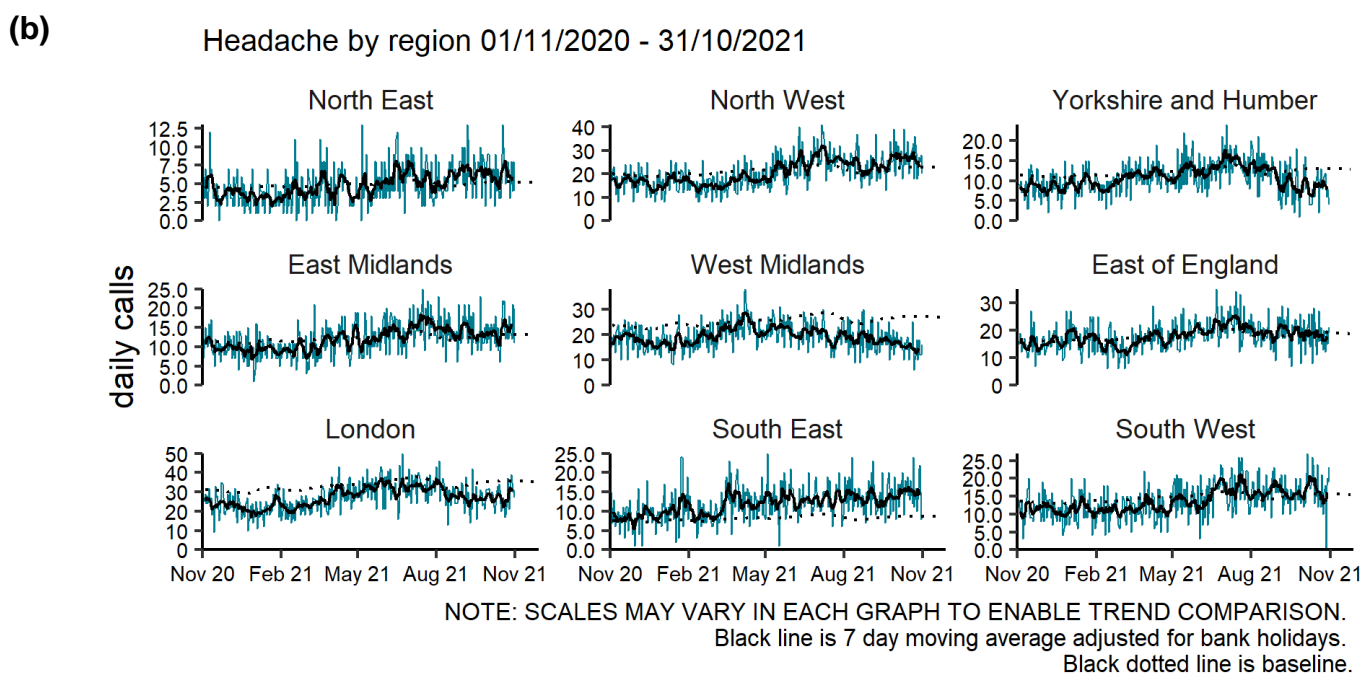 (b)
Headache by region 01/11/2020 - 31/10/2021
North East
North West
Yorkshire and Humber
12.5
10.0
7.5
5.0
2.5
0.0
40
30
20
10
0
20.0
15.0
10.0
5.0
0.0
East Midlands
West Midlands
East of England
daily calls
25.0
20.0
15.0
10.0
5.0
0.0
30
20
10
0
30
20
10
0
London
South East
South West
50
40
30
20
10
0
25.0
20.0
15.0
10.0
5.0
0.0
25.0
20.0
15.0
10.0
5.0
0.0
Nov 20 Feb 21 May 21 Aug 21 Nov 21
Nov 20 Feb 21 May 21 Aug 21 Nov 21
Nov 20 Feb 21 May 21 Aug 21 Nov 21
NOTE: SCALES MAY VARY IN EACH GRAPH TO ENABLE TREND COMPARISON.
Black line is 7 day moving average adjusted for bank holidays.
Black dotted line is baseline.